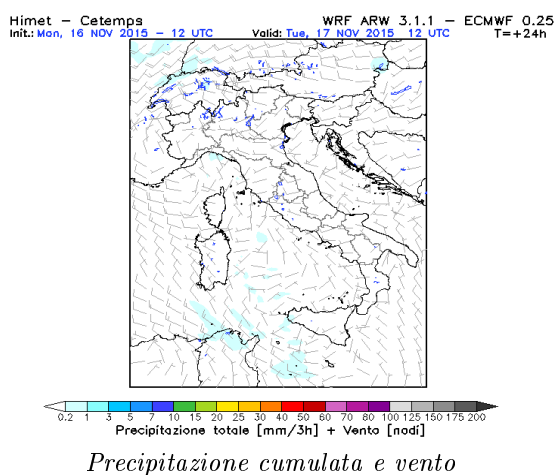 Himet – Cetemps WRF ARW 3.1.1 – ECMWF 0.25
Init.: Mon, 16 NOV 2015 – 12 UTC Valid: Tue, 17 NOV 2015 12 UTC T=+24h
0.2 1 3 5 10 15 20 25 30 40 50 60 70 80 100 125 150 175 200
Precipitazione totale [mm/3h] + Vento [nodi]
Precipitazione cumulata e vento